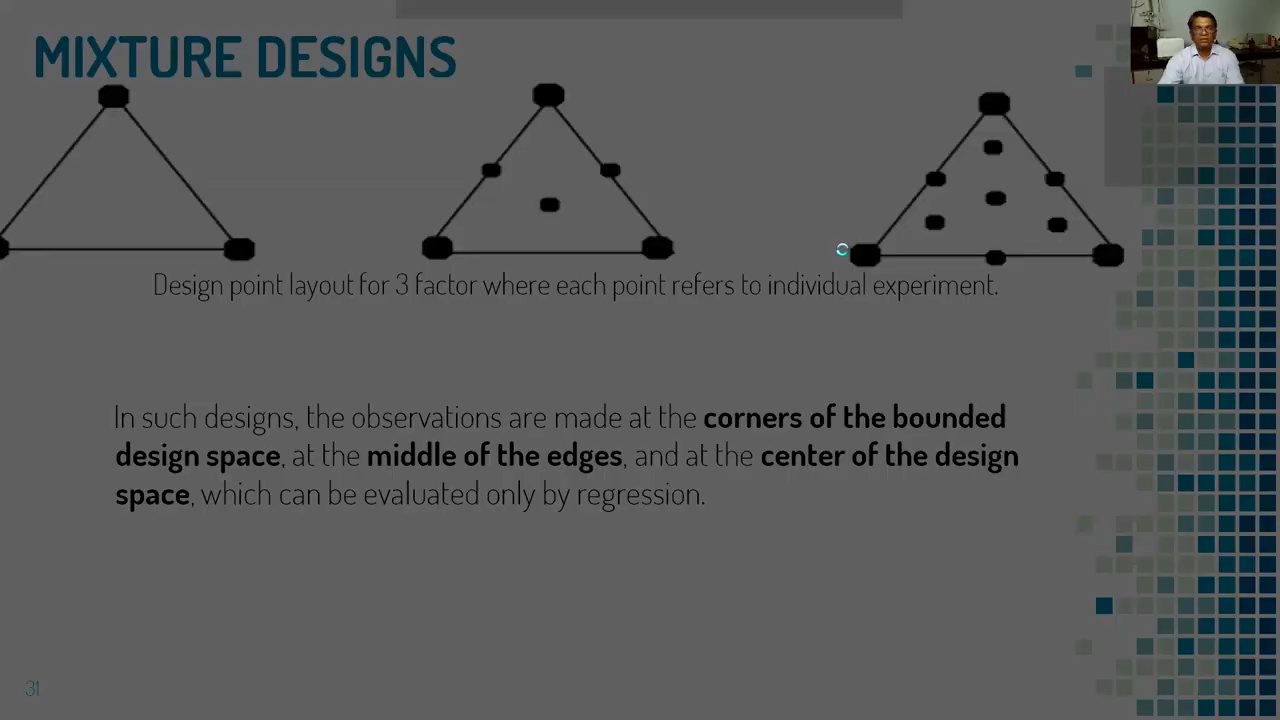 MIXTURE DESIGNS
Design point layout for 3 factor where each point refers to individual experiment.
In such designs, the observations are made at the corners of the bounded
design space, at the middle of the edges, and at the center of the design
space, which can be evaluated only by regression.
31